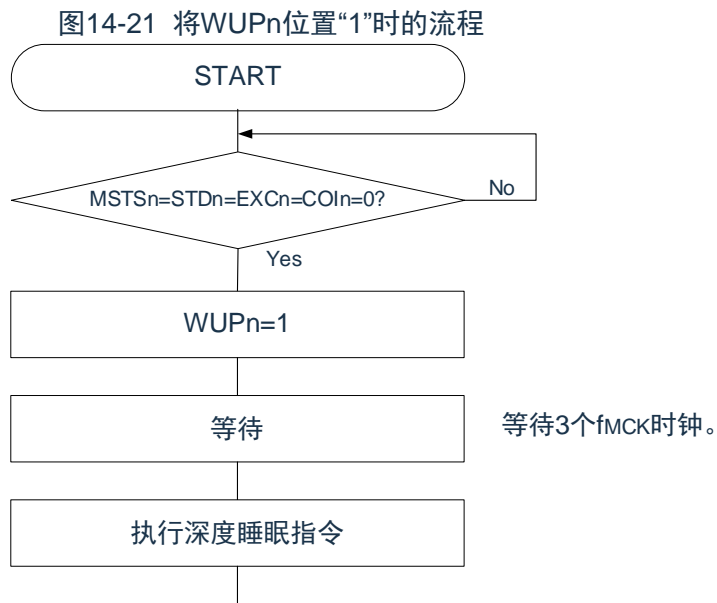 图14-21 将WUPn位置“1”时的流程
START
MSTSn=STDn=EXCn=COIn=0?
No
Yes
WUPn=1
等待
等待3个fMCK时钟。
执行深度睡眠指令